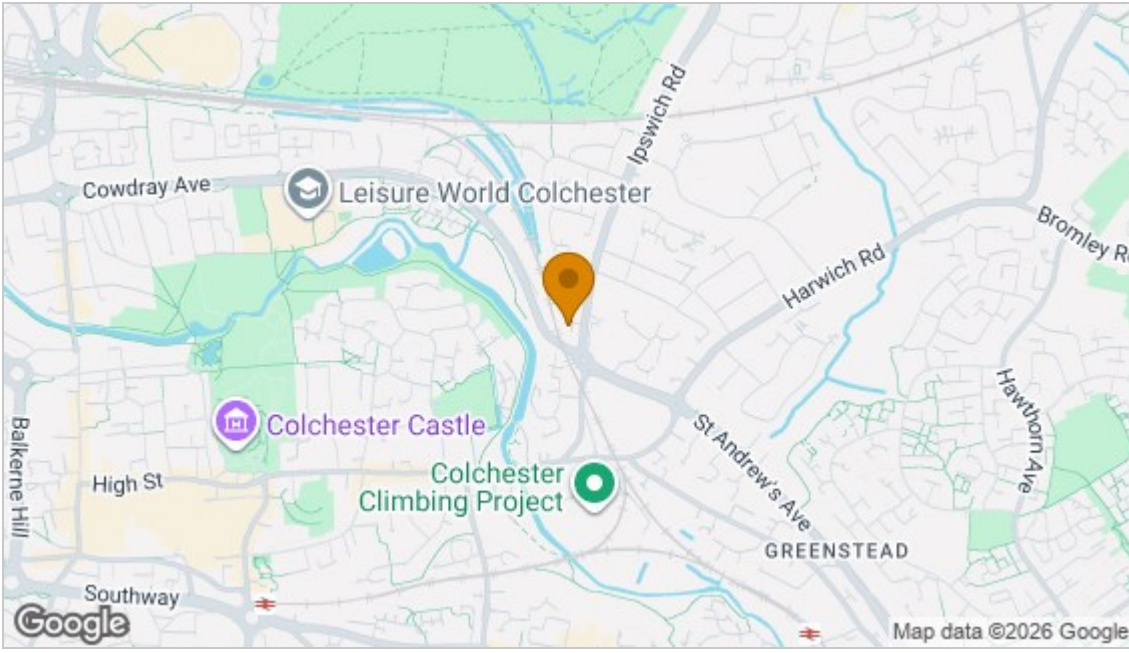 Ipswich Rd
Cowdray Ave
Leisure World Colchester
Bromley Rd
Harwich Rd
Hawthorn Ave
Colchester Castle
St Andrew's Ave
Balkerne Hill
High St
Colchester
Climbing Project
GREENSTEAD
Southway
Google
Map data ©2026 Google